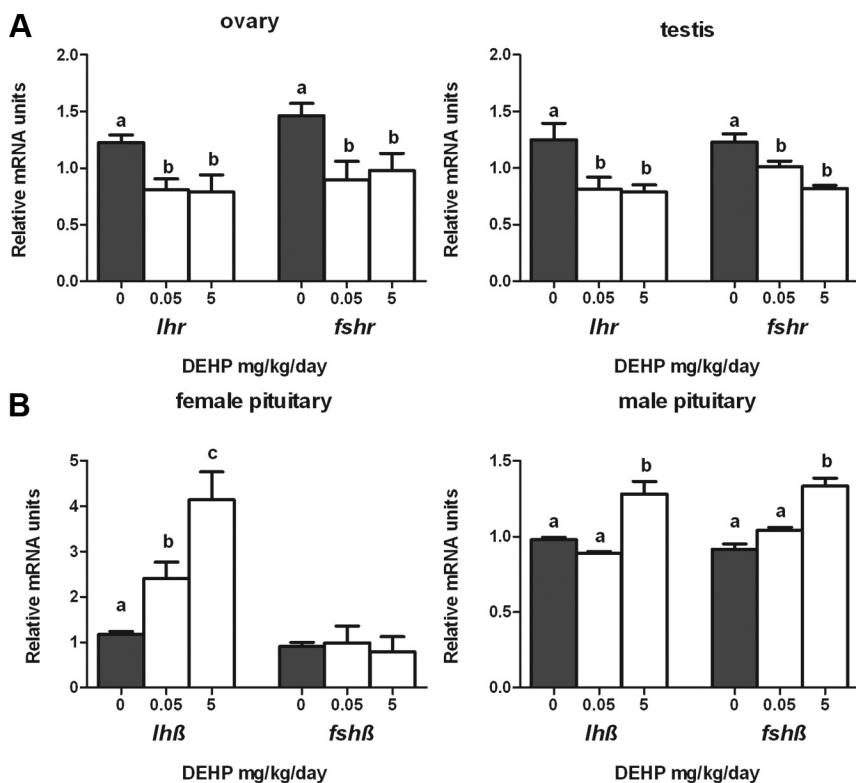 A
ovary
Relative mRNA units
2.0
1.5
1.0
0.5
0.0
a
b
b
a
b
b
0 0.05 5 0 0.05 5
lhr fshr
DEHP mg/kg/day
testis
Relative mRNA units
2.0
1.5
1.0
0.5
0.0
a
b
b
a
b
b
0 0.05 5 0 0.05 5
lhr fshr
DEHP mg/kg/day
B
female pituitary
Relative mRNA units
5
4
3
2
1
0
a
b
c
0 0.05 5 0 0.05 5
lhß fshß
DEHP mg/kg/day
male pituitary
Relative mRNA units
1.5
1.0
0.5
0.0
a
a
b
a
a
b
0 0.05 5 0 0.05 5
lhß fshß
DEHP mg/kg/day